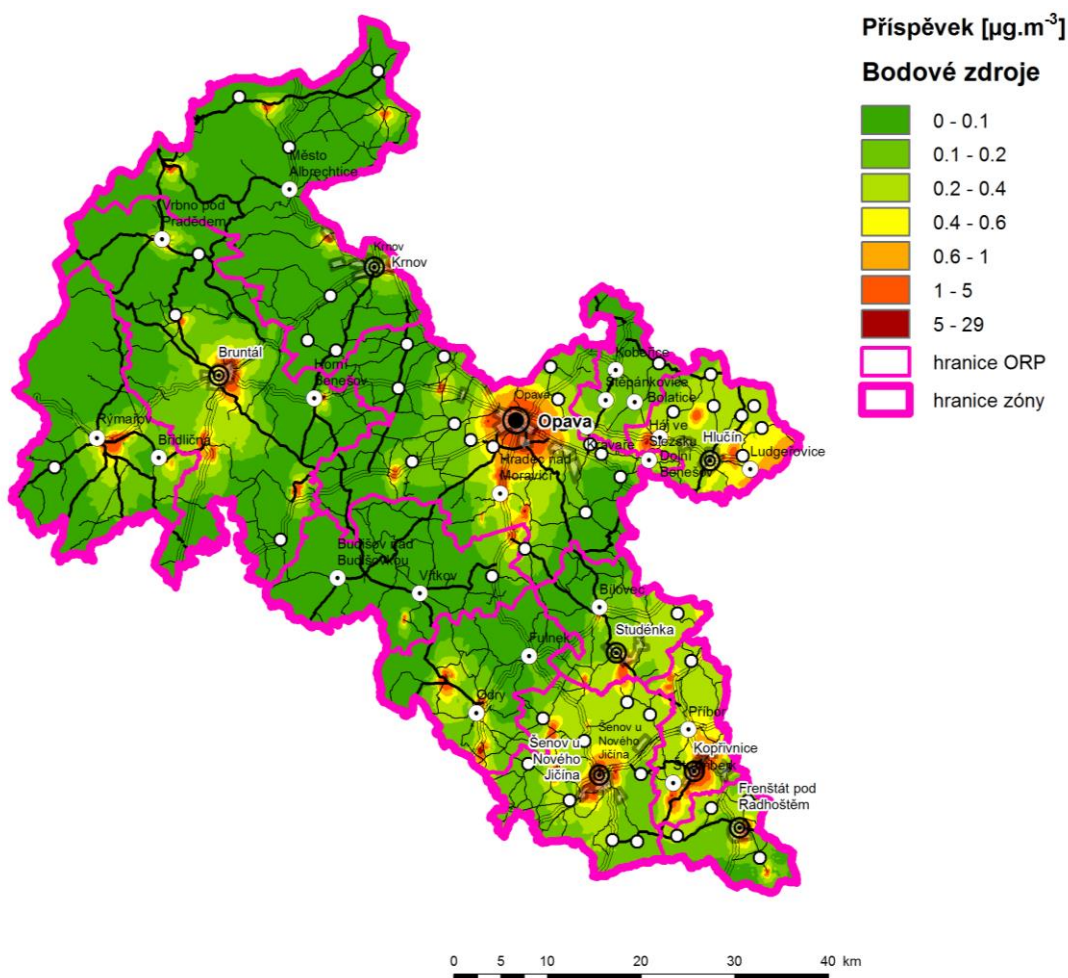 Příspěvek [µg.m-3]
Bodové zdroje
0 - 0.1
0.1 - 0.2
0.2 - 0.4
0.4 - 0.6
0.6 - 1
1 - 5
5 - 29
hranice ORP
hranice zóny
Město
Albrechtice
Vrbno pod
Pradědem
Krnov
Krnov
Bruntál
Horní
Benešov
Rýmařov
Břidličná
Kobeřice
Štěpánkovice
Bolatice
Opava
Opava
Háj ve
Slezsku
Hlučín
Kravaře
Dolní
Benešov
Ludgeřovice
Hradec nad
Moravicí
Budišov nad
Budišovkou
Vítkov
Bílovec
Studénka
Fulnek
Odry
Příbor
Šenov u
Nového
Jičína
Šenov u
Nového
Jičína
Kopřivnice
Frenštát pod
Radhoštěm
0 5 10 20 30 40 km